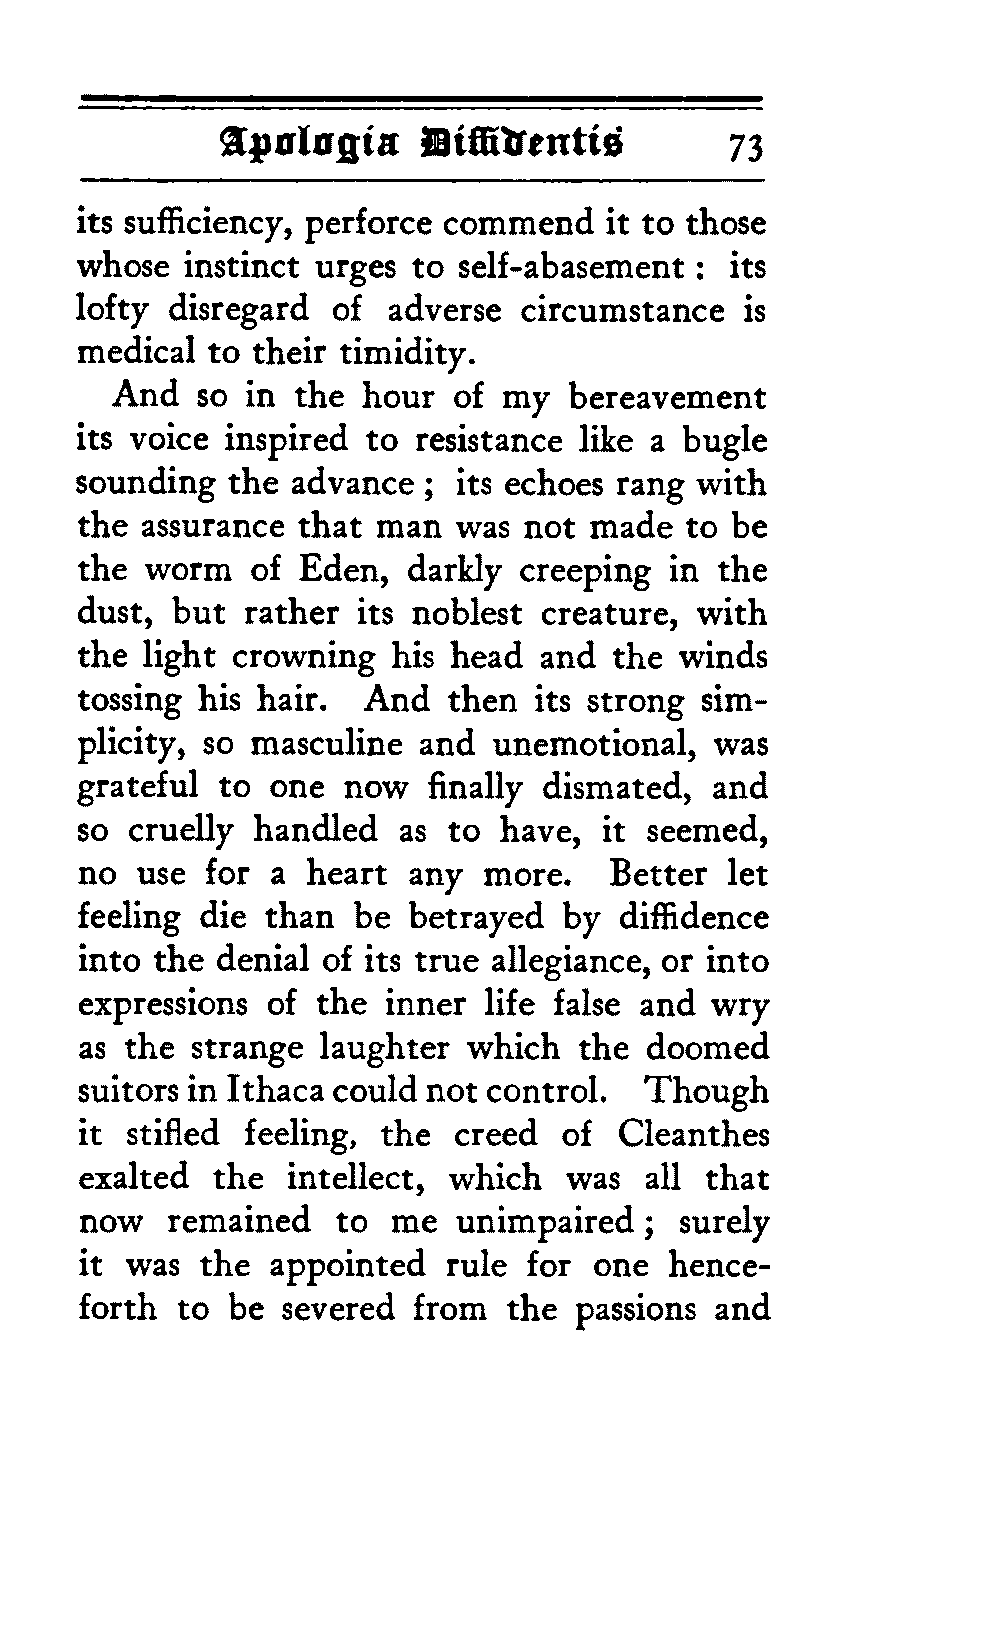 Apologia Diffidentis 73
its sufficiency, perforce commend it to those
whose instinct urges to self-abasement : its
lofty disregard of adverse circumstance is
medical to their timidity.
And so in the hour of my bereavement
its voice inspired to resistance like a bugle
sounding the advance ; its echoes rang with
the assurance that man was not made to be
the worm of Eden, darkly creeping in the
dust, but rather its noblest creature, with
the light crowning his head and the winds
tossing his hair. And then its strong sim-
plicity, so masculine and unemotional, was
grateful to one now finally dismated, and
so cruelly handled as to have, it seemed,
no use for a heart any more. Better let
feeling die than be betrayed by diffidence
into the denial of its true allegiance, or into
expressions of the inner life false and wry
as the strange laughter which the doomed
suitors in Ithaca could not control. Though
it stifled feeling, the creed of Cleanthes
exalted the intellect, which was all that
now remained to me unimpaired ; surely
it was the appointed rule for one hence-
forth to be severed from the passions and